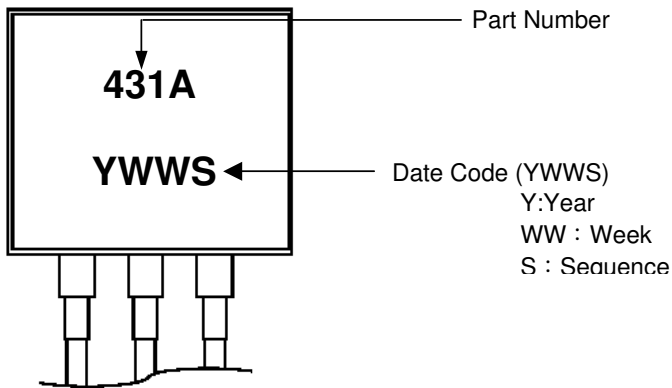 Part Number
431A
YWWS
Date Code (YWWS)
Y:Year
WW：Week
S：Sequence